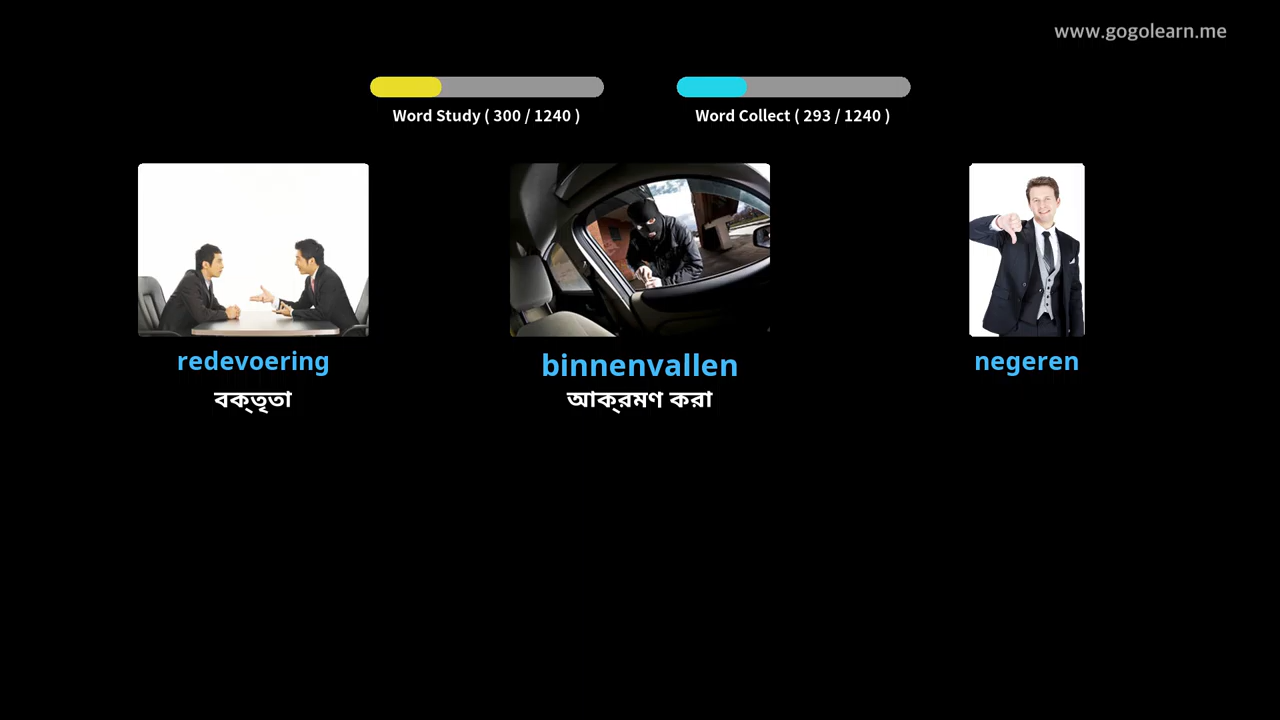 www.gogolearn.me
Word Study ( 300 / 1240 )
Word Collect ( 293 / 1240 )
redevoering
binnenvallen
negeren
বক্তৃতা
আক্রমণ করা